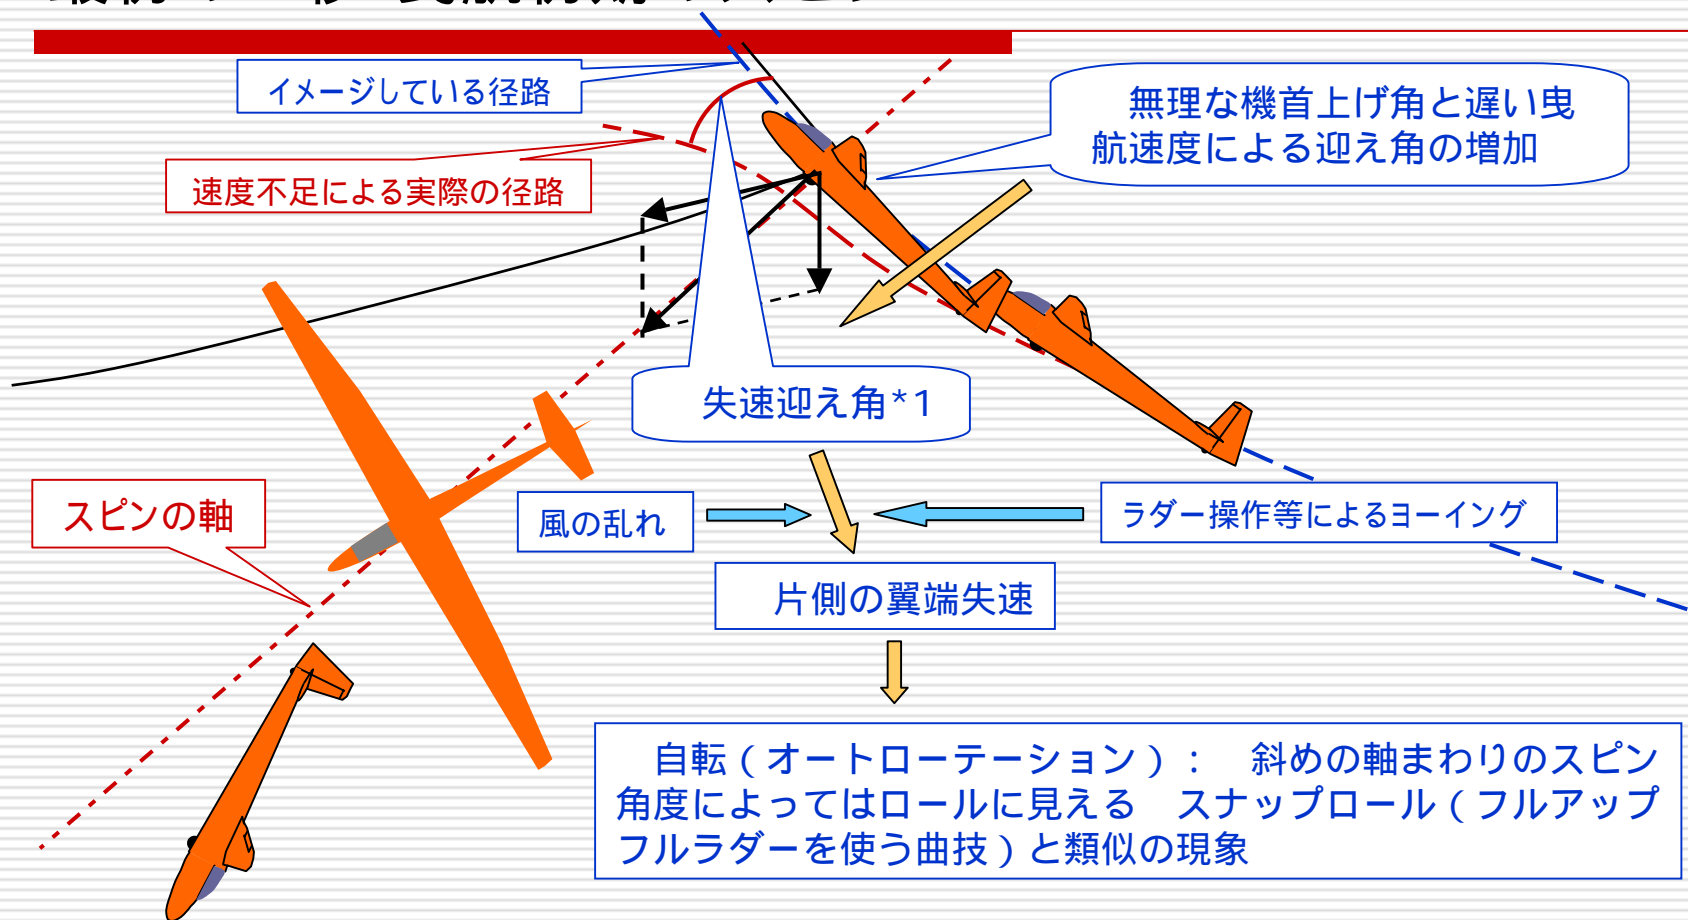 イメージしている径路
無理な機首上げ角と遅い曳
航速度による迎え角の増加
速度不足による実際の径路
失速迎え角*1
スピンの軸
風の乱れ
ラダー操作等によるヨーイング
片側の翼端失速
自転（オートローテーション）： 斜めの軸まわりのスピン
角度によってはロールに見える スナップロール（フルアップ
フルラダーを使う曲技）と類似の現象